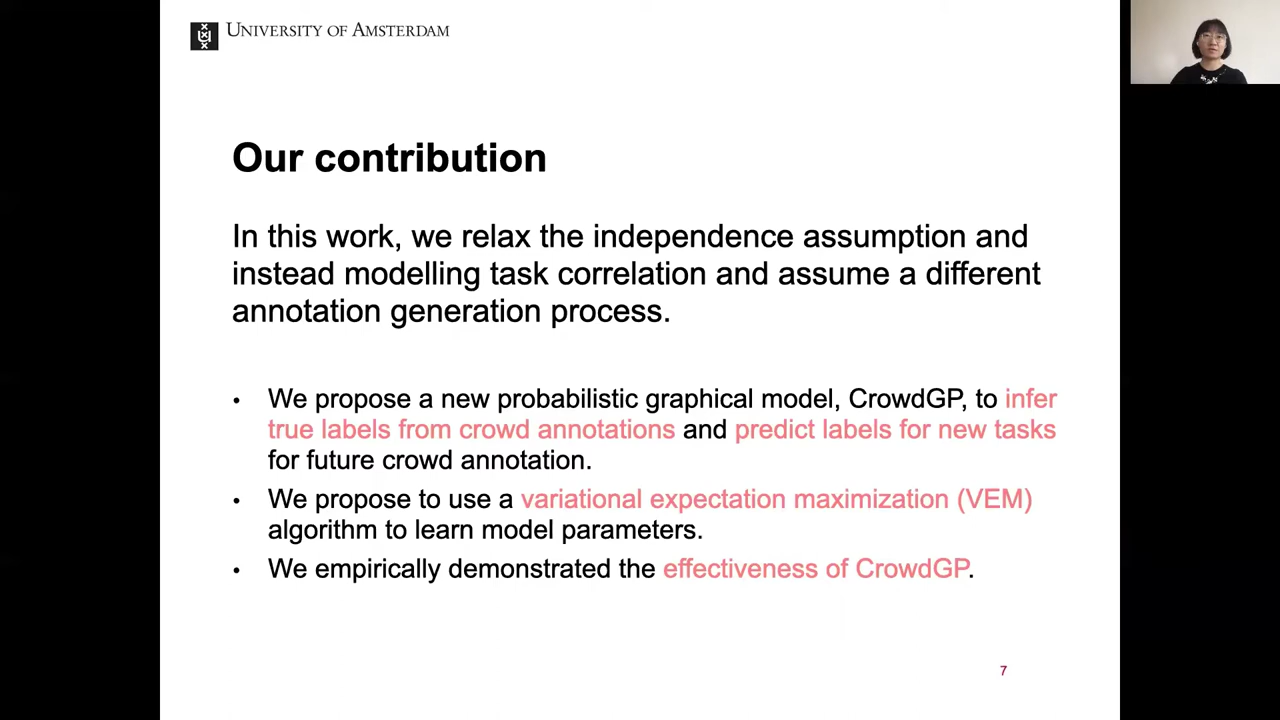 UNIVERSITY OF AMSTERDAM
Our contribution
In this work, we relax the independence assumption and
instead modelling task correlation and assume a different
annotation generation process.
• We propose a new probabilistic graphical model, CrowdGP, to infer
true labels from crowd annotations and predict labels for new tasks
for future crowd annotation.
• We propose to use a variational expectation maximization (VEM)
algorithm to learn model parameters.
• We empirically demonstrated the effectiveness of CrowdGP.
7